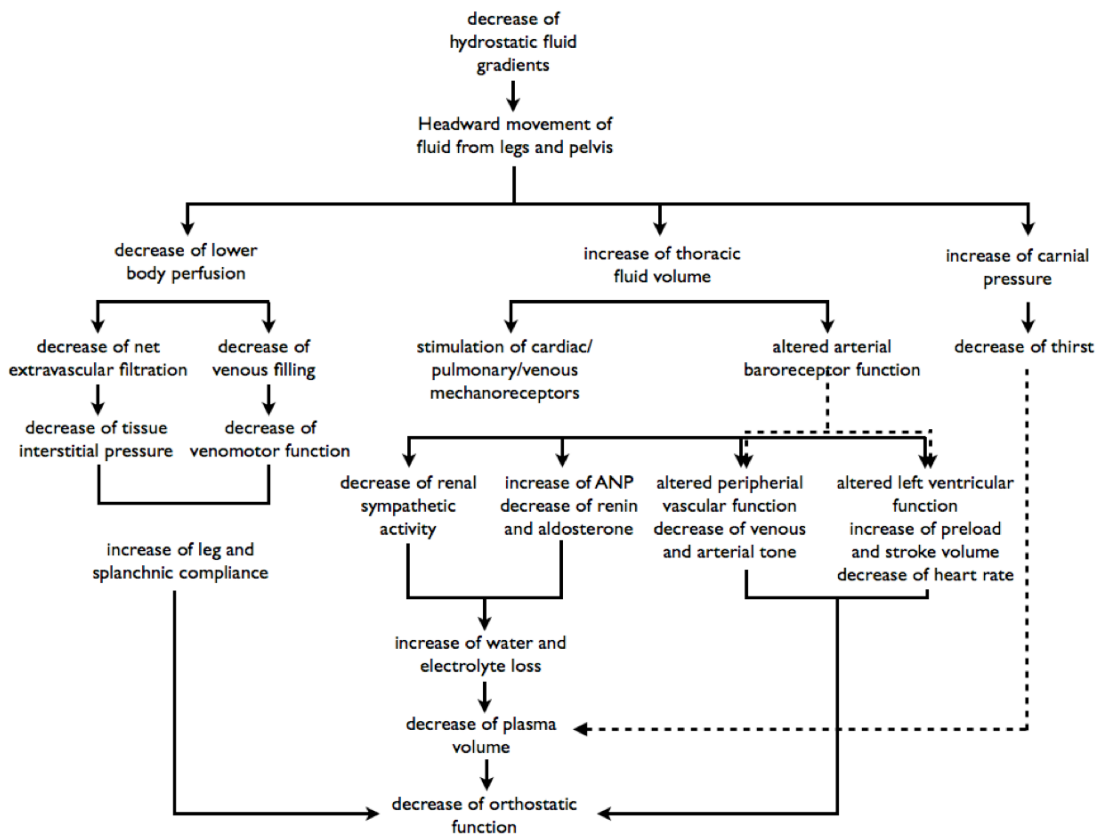 decrease of
hydrostatic fluid
gradients
Headward movement of
fluid from legs and pelvis
decrease of lower
body perfusion
increase of thoracic
fluid volume
increase of carnial
pressure
decrease of net
extravascular filtration
decrease of
venous filling
stimulation of cardiac/
pulmonary/venous
mechanoreceptors
altered arterial
baroreceptor function
decrease of thirst
decrease of tissue
interstitial pressure
decrease of
venomotor function
decrease of renal
sympathetic
activity
increase of ANP
decrease of renin
and aldosterone
altered peripherial
vascular function
decrease of venous
and arterial tone
altered left ventricular
function
increase of preload
and stroke volume
decrease of heart rate
increase of leg and
splanchnic compliance
increase of water and
electrolyte loss
decrease of plasma
volume
decrease of orthostatic
function